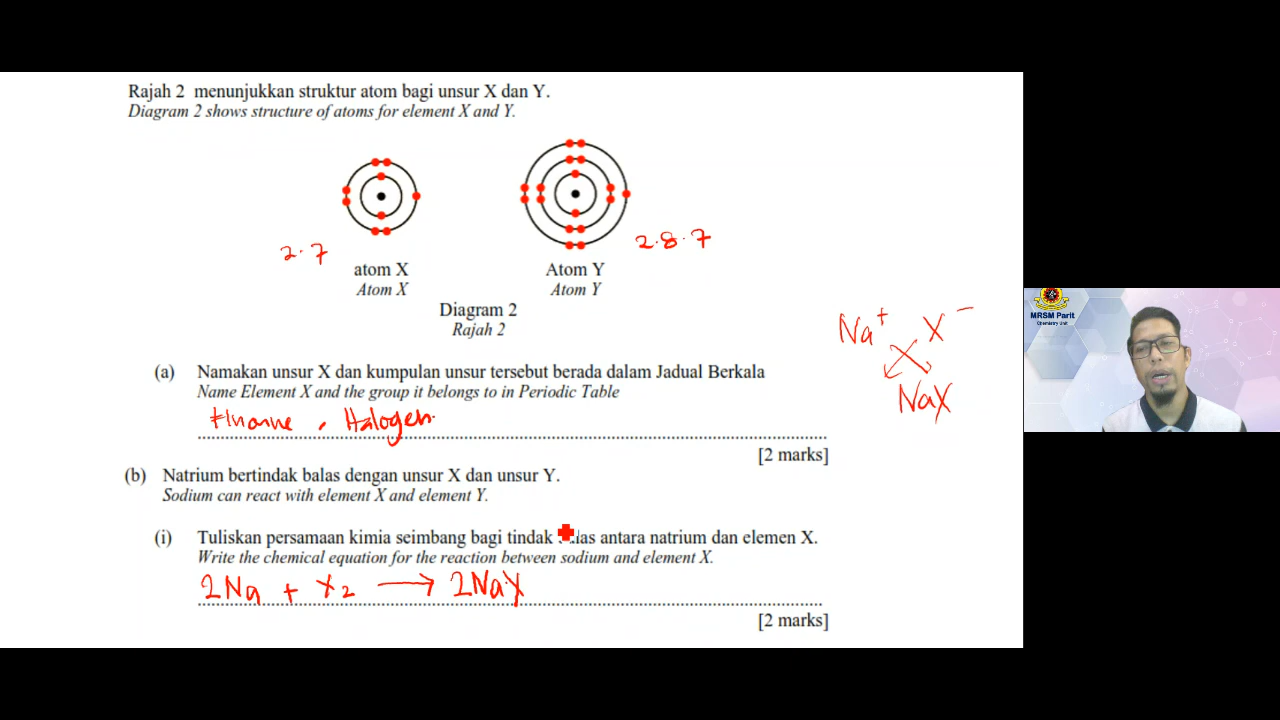 Rajah 2 menunjukkan struktur atom bagi unsur X dan Y.
Diagram 2 shows structure of atoms for element X and Y.
2.7
2.8.7
atom X
Atom X
Atom Y
Atom Y
Diagram 2
Rajah 2
Na⁺ X⁻
NaX
MRSM Parit
Chemistry Unit
(a) Namakan unsur X dan kumpulan unsur tersebut berada dalam Jadual Berkala
Name Element X and the group it belongs to in Periodic Table
, Halogen
[2 marks]
(b) Natrium bertindak balas dengan unsur X dan unsur Y.
Sodium can react with element X and element Y.
(i) Tuliskan persamaan kimia seimbang bagi tindak antara natrium dan elemen X.
Write the chemical equation for the reaction between sodium and element X.
2Na + X₂ → 2NaX
[2 marks]